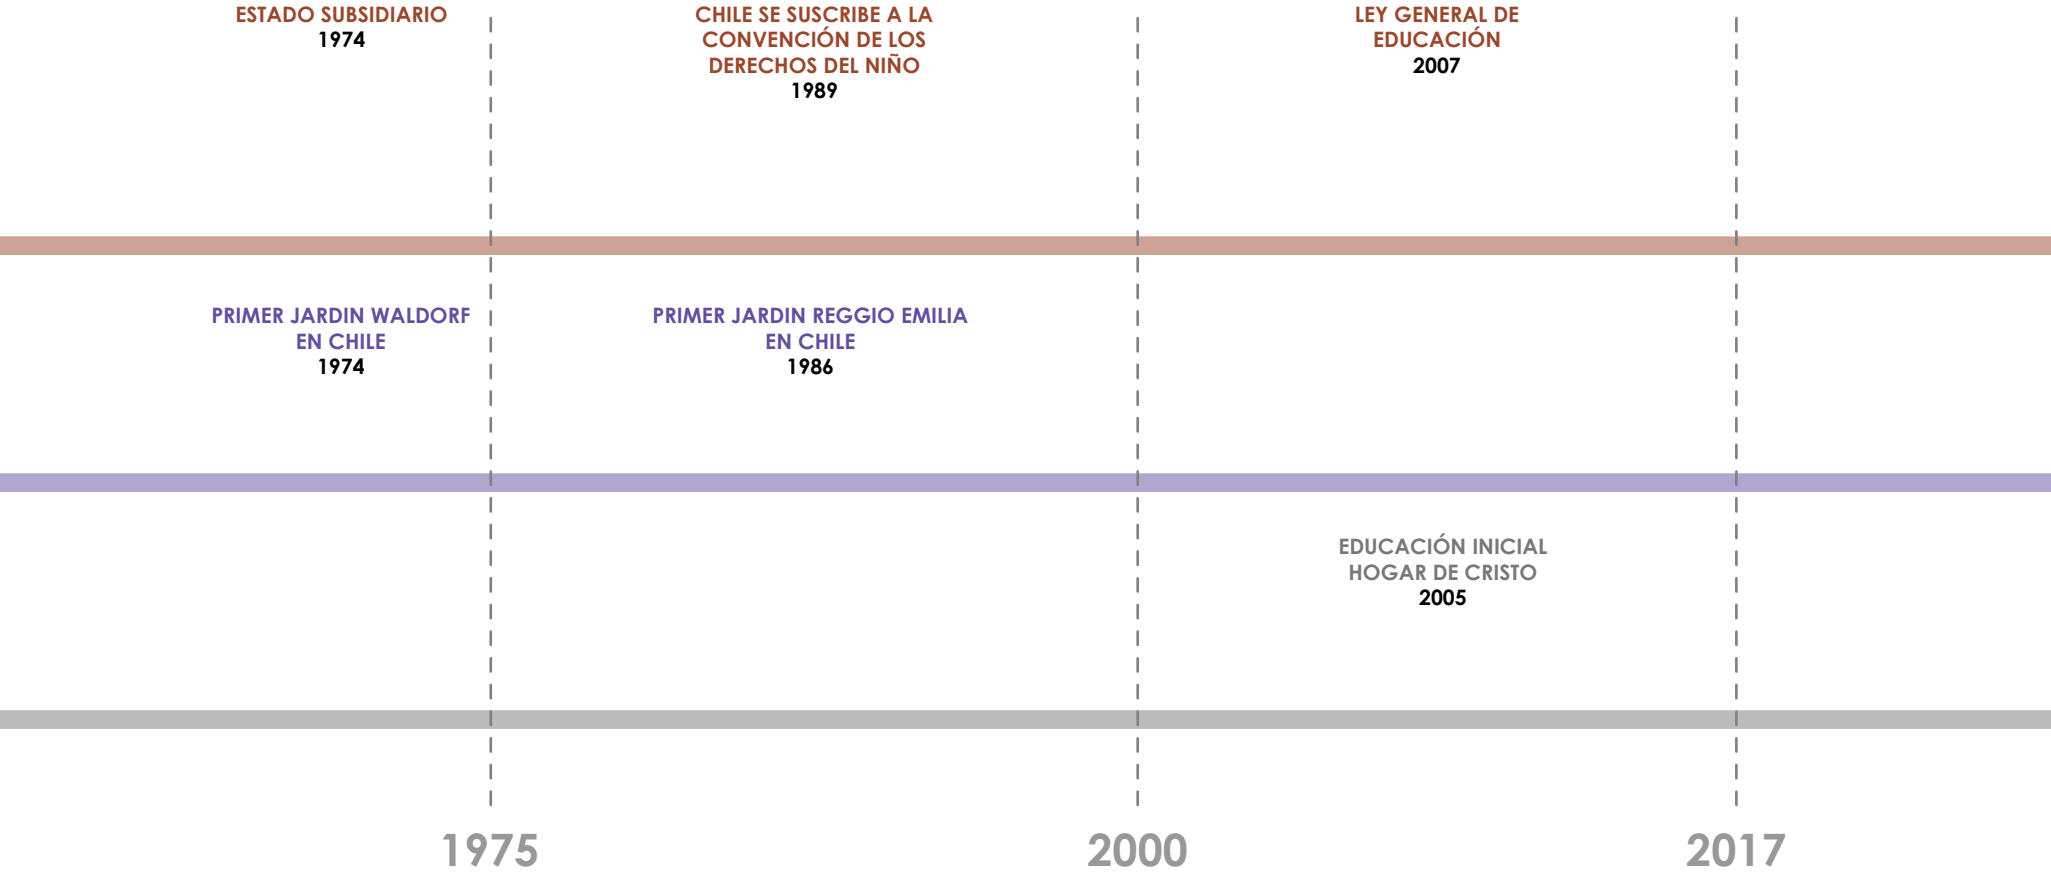 ESTADO SUBSIDIARIO
1974
CHILE SE SUSCRIBE A LA
CONVENCIÓN DE LOS
DERECHOS DEL NIÑO
1989
LEY GENERAL DE
EDUCACIÓN
2007
PRIMER JARDIN WALDORF
EN CHILE
1974
PRIMER JARDIN REGGIO EMILIA
EN CHILE
1986
EDUCACIÓN INICIAL
HOGAR DE CRISTO
2005
1975
2000
2017